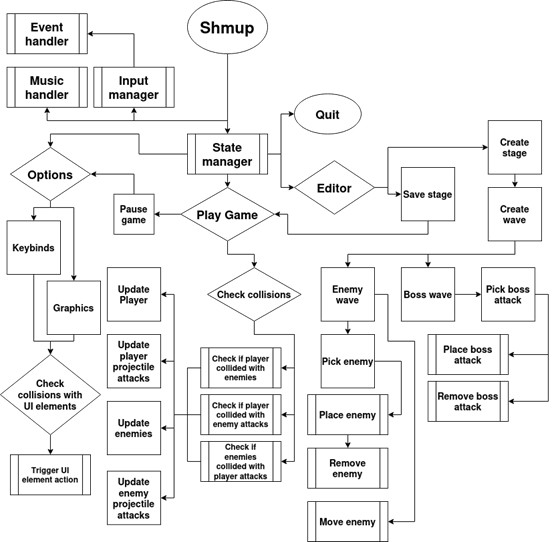 Event
handler
Shmup
Music
handler
Input
manager
Quit
State
manager
Create
stage
Options
Editor
Save stage
Pause
game
Play Game
Create
wave
Keybinds
Graphics
Update
Player
Check collisions
Enemy
wave
Boss wave
Pick boss
attack
Update
player
projectile
attacks
Check if player
collided with
enemies
Pick enemy
Place boss
attack
Check
collisions with
UI elements
Update
enemies
Check if player
collided with
enemy attacks
Place enemy
Remove boss
attack
Trigger UI
element action
Update
enemy
projectile
attacks
Check if
enemies
collided with
player attacks
Remove
enemy
Move enemy